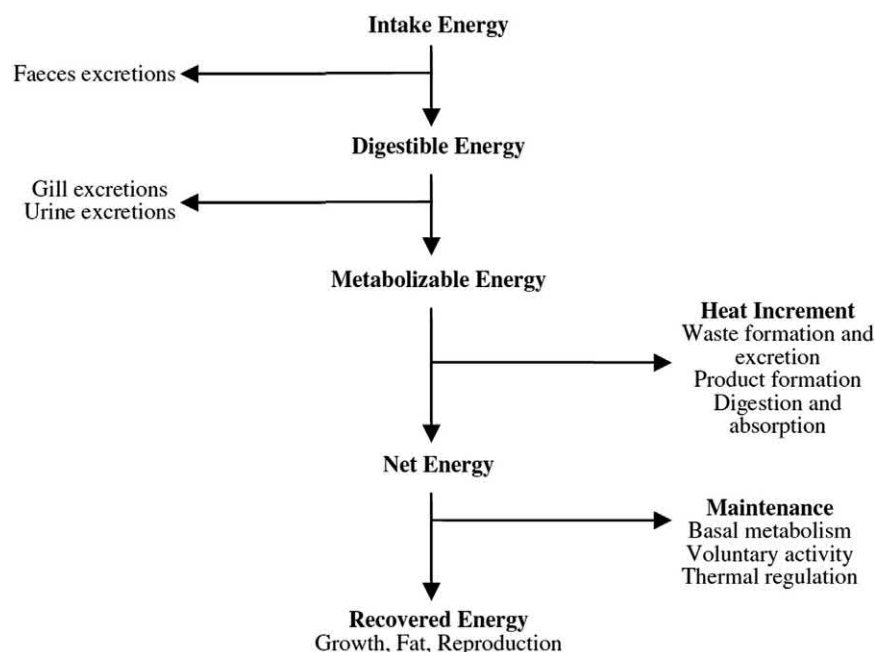 Intake Energy
Faeces excretions
Digestible Energy
Gill excretions
Urine excretions
Metabolizable Energy
Heat Increment
Waste formation and
excretion
Product formation
Digestion and
absorption
Net Energy
Maintenance
Basal metabolism
Voluntary activity
Thermal regulation
Recovered Energy
Growth, Fat, Reproduction